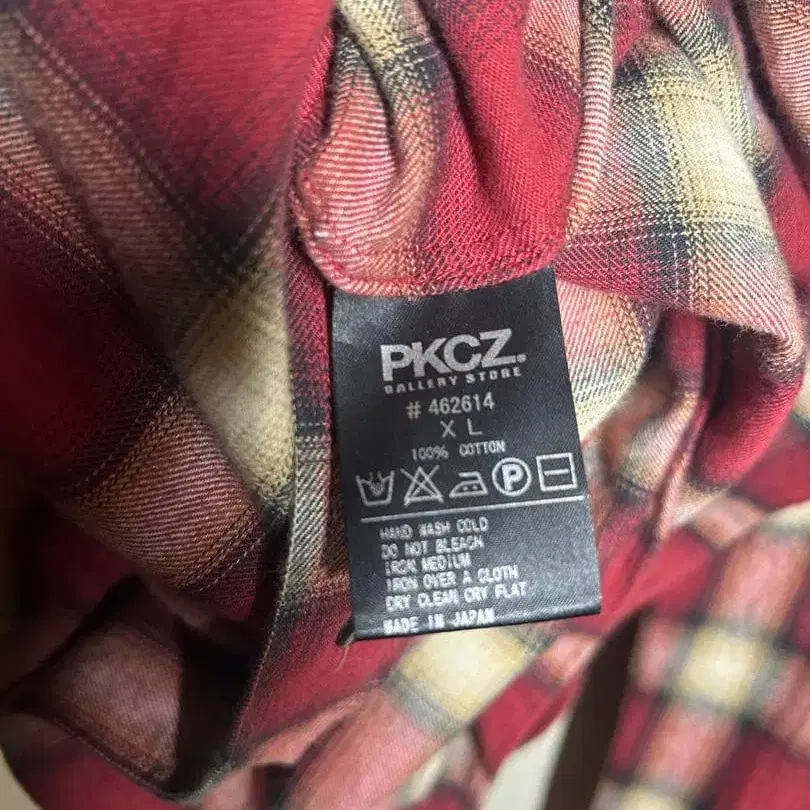 PKCZ®
GALLERY STORE
# 462614
XL
100% COTTON
P
HAND WASH COLD
DO NOT BLEACH
IRON MEDIUM
IRON OVER A CLOTH
DRY CLEAN CRY FLAT
MADE IN JAPAN